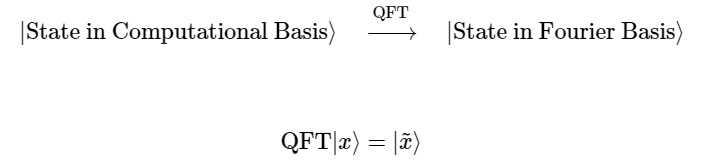 |State in Computational Basis⟩ QFT⟶ |State in Fourier Basis⟩
QFT|x⟩ = |x̃⟩